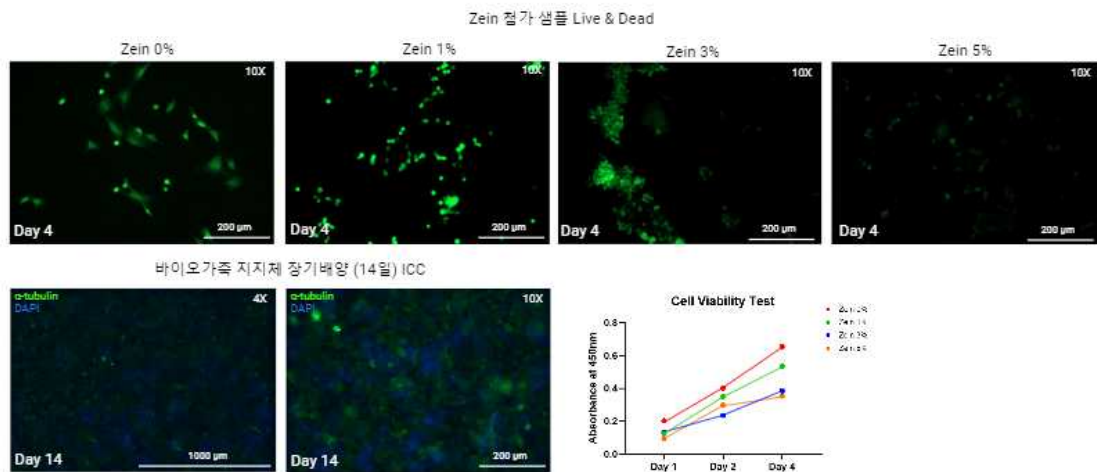 Zein 첨가 샘플 Live & Dead
Zein 0%
Zein 1%
Zein 3%
Zein 5%
10X
10X
10X
10X
Day 4
200 μm
Day 4
200 μm
Day 4
200 μm
Day 4
200 μm
바이오가죽 지지체 장기배양 (14일) ICC
α-tubulin
DAPI
4X
Day 14
1000 μm
α-tubulin
DAPI
10X
Day 14
200 μm
Cell Viability Test
Absorbance at 450nm
0.8
0.6
0.4
0.2
0.0
Day 1
Day 2
Day 4
Zein
Zein
Zein
Zein